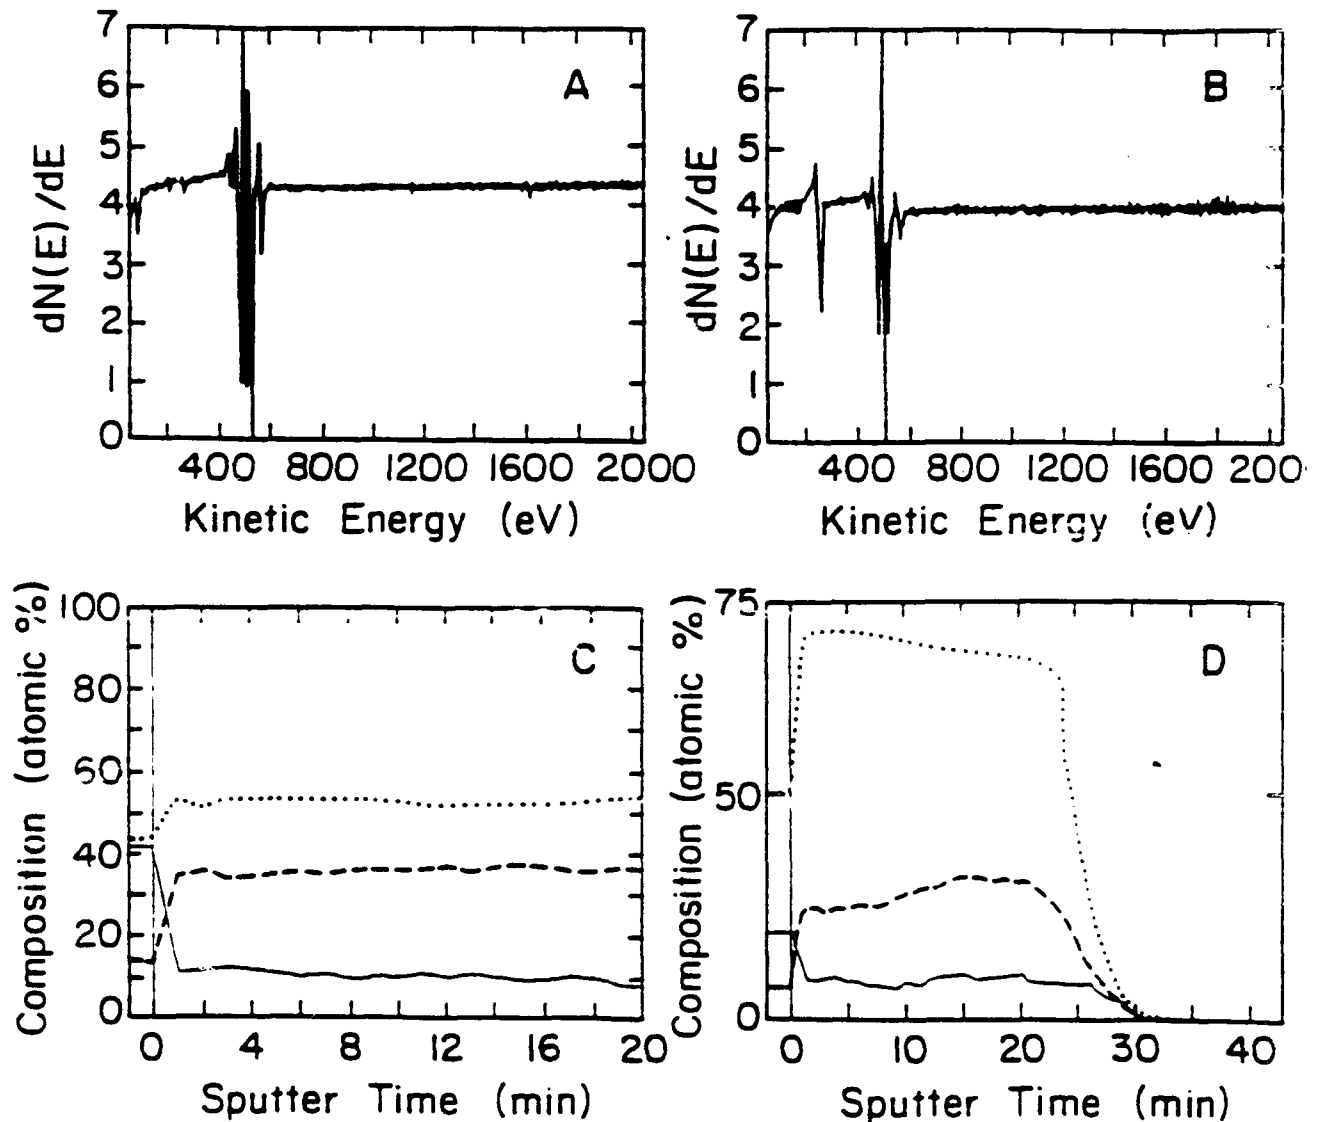 7
6
5
4
3
2
1
0
dN(E)/dE
A
400 800 1200 1600 2000
Kinetic Energy (eV)
7
6
5
4
3
2
1
0
dN(E)/dE
B
400 800 1200 1600 200
Kinetic Energy (eV)
100
80
60
40
20
0
Composition (atomic %)
C
0 4 8 12 16 20
Sputter Time (min)
75
50
0
Composition (atomic %)
D
0 10 20 30 40
Sputter Time (min)